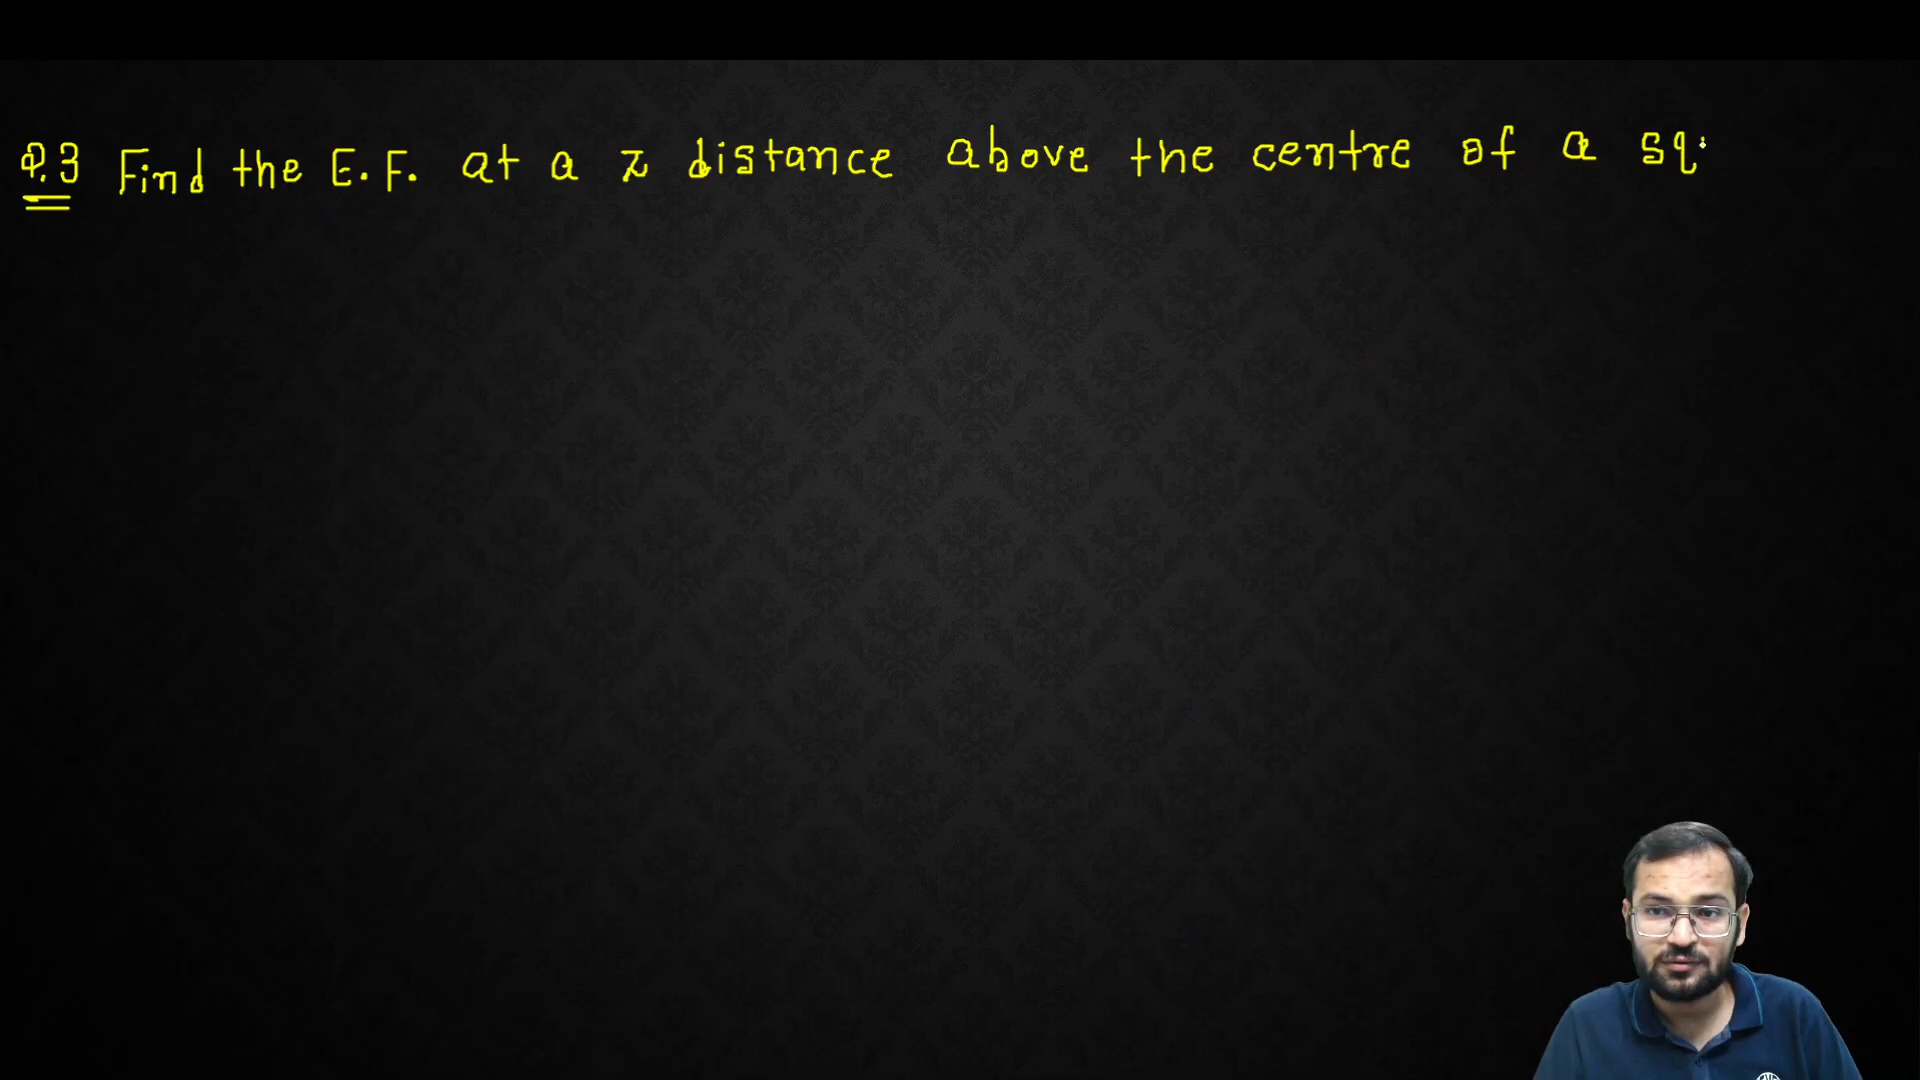 Q.3 Find the E.F. at a z distance above the centre of a sq